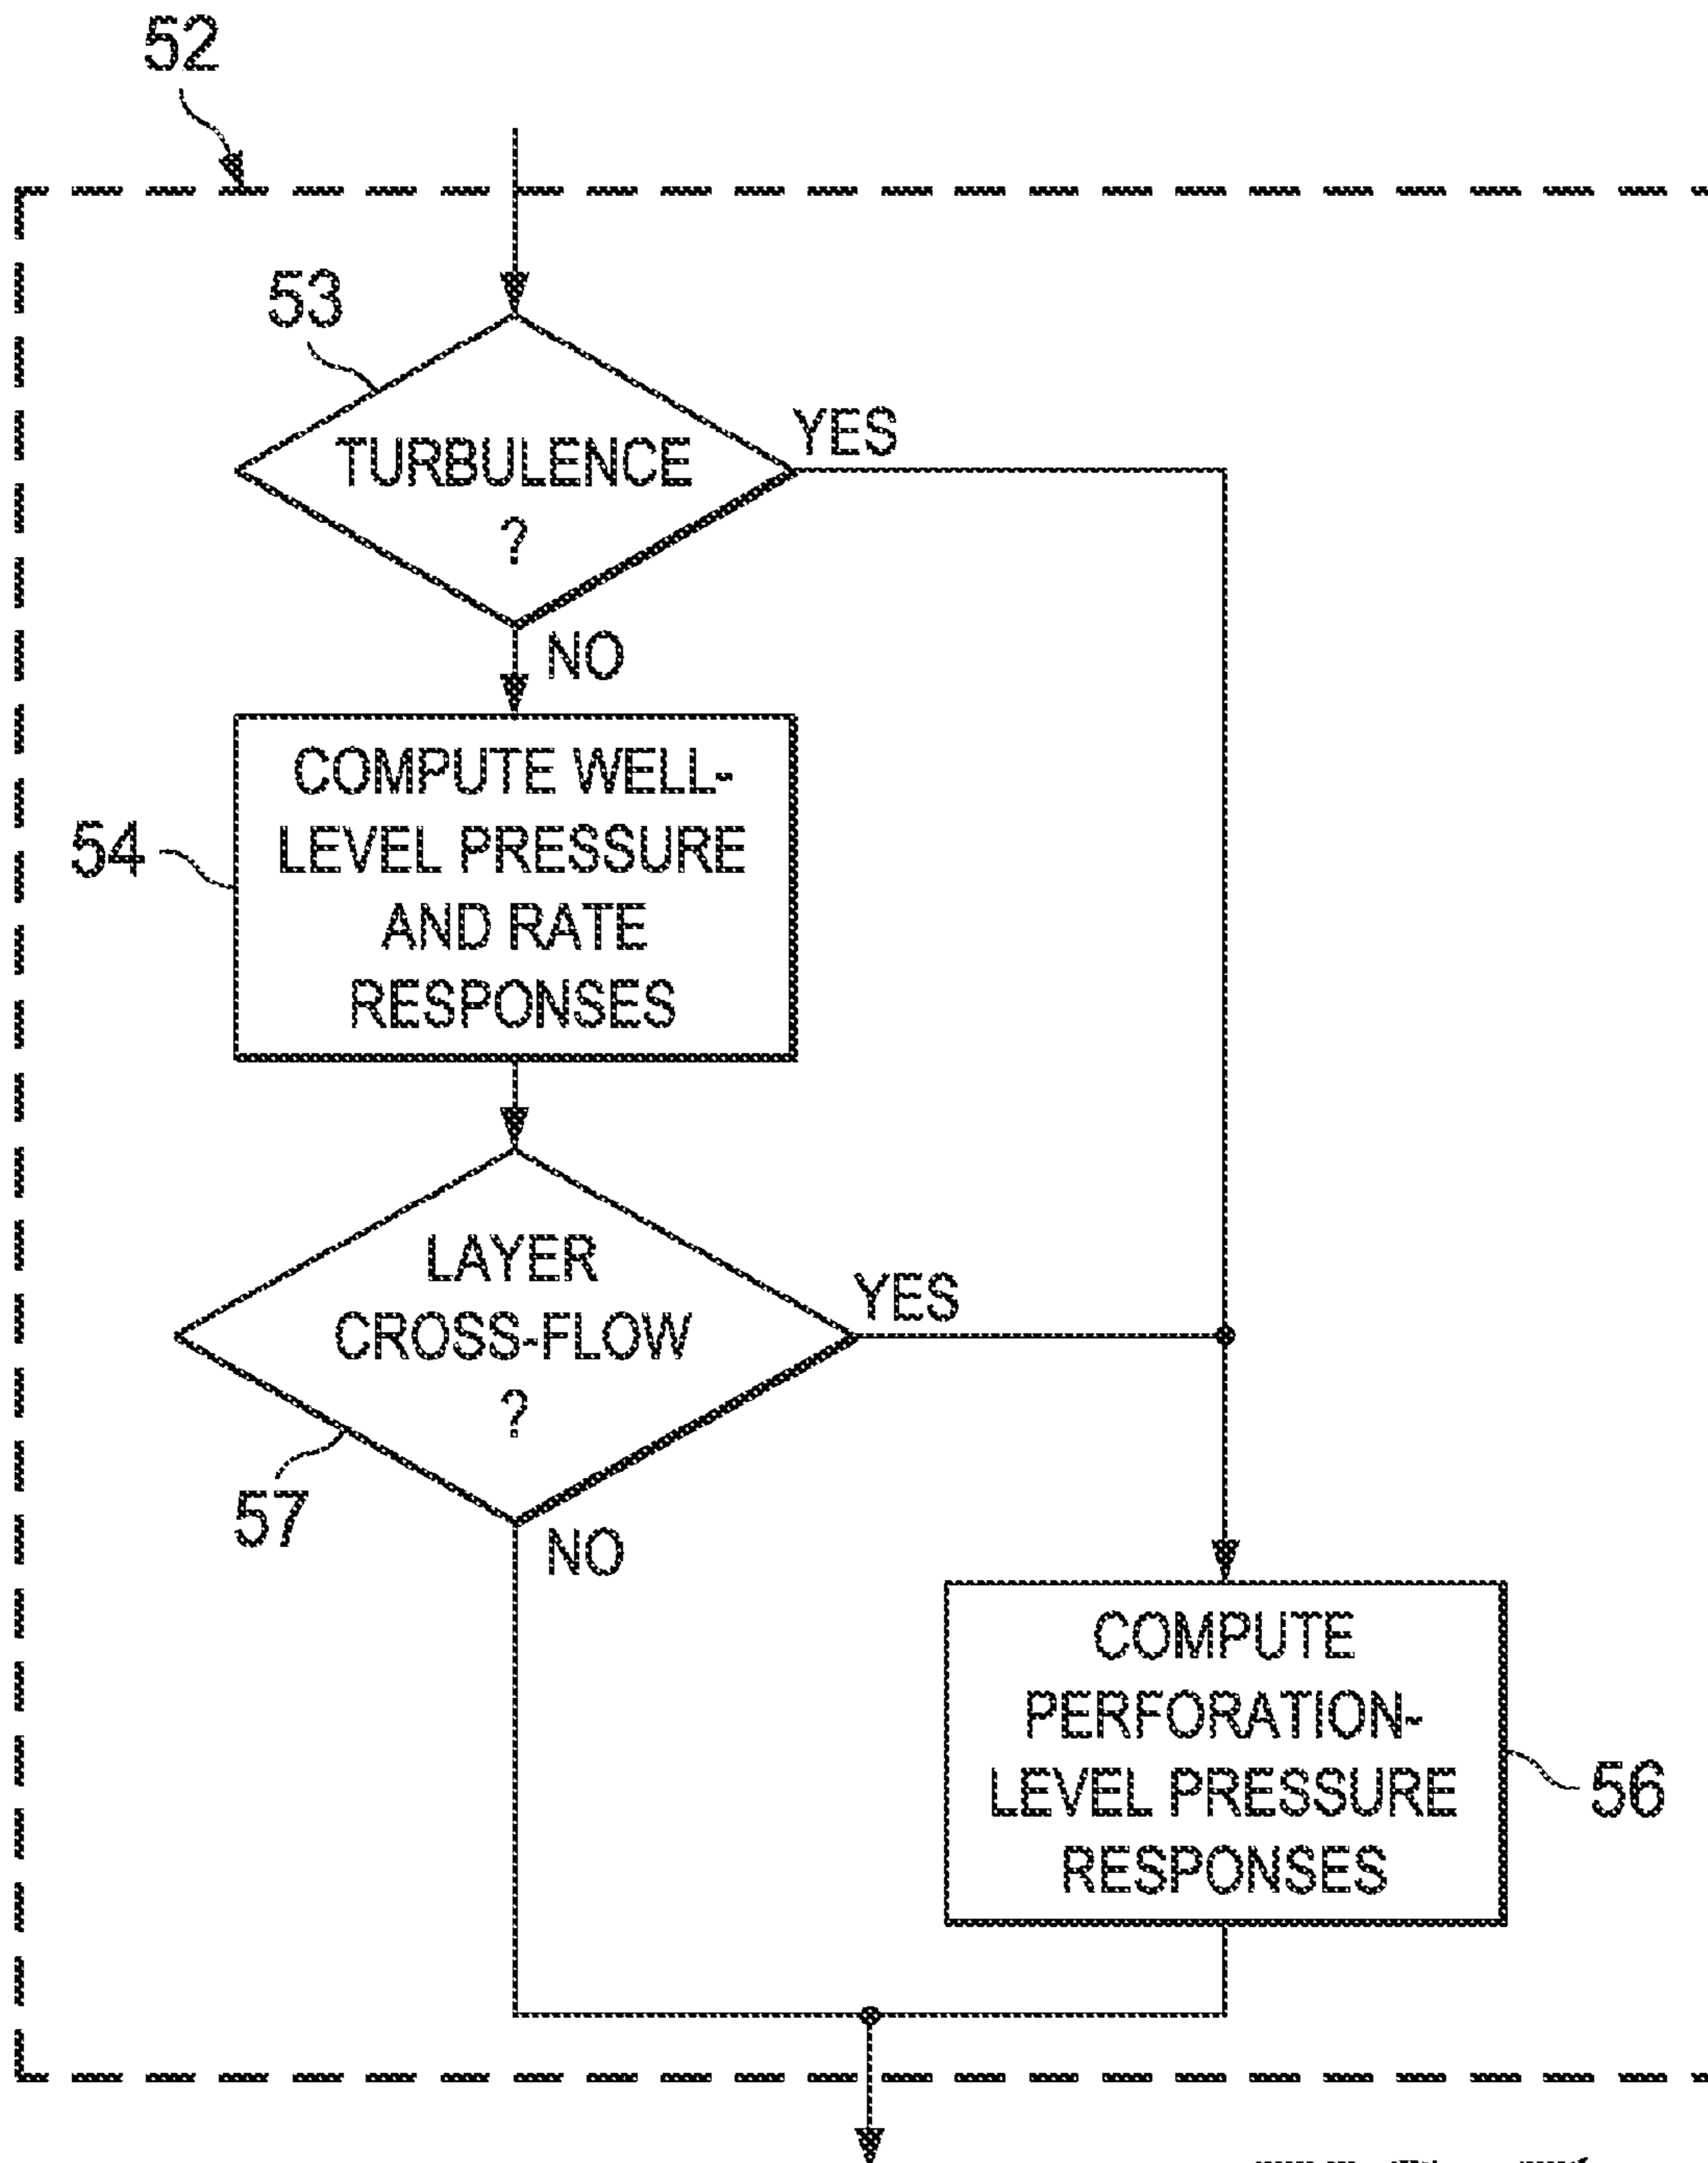 52
53
TURBULENCE
?
YES
NO
54
COMPUTE WELL-
LEVEL PRESSURE
AND RATE
RESPONSES
LAYER
CROSS-FLOW
?
YES
57
NO
COMPUTE
PERFORATION-
LEVEL PRESSURE
RESPONSES
56